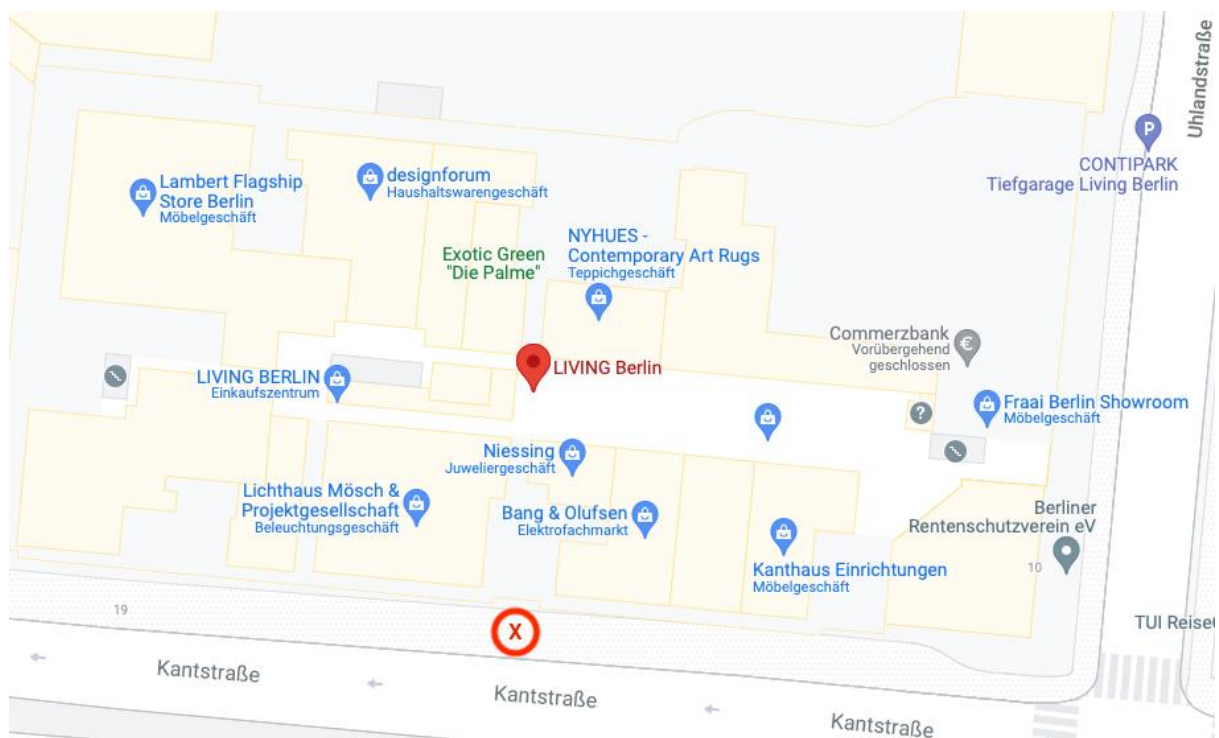 Uhlandstraße
P
CONTIPARK
Tiefgarage Living Berlin
Lambert Flagship
Store Berlin
Möbelgeschäft
designforum
Haushaltswarengeschäft
Exotic Green
"Die Palme"
NYHUES -
Contemporary Art Rugs
Teppichgeschäft
Commerzbank
Vorübergehend
geschlossen
€
LIVING BERLIN
Einkaufszentrum
LIVING Berlin
?
Fraai Berlin Showroom
Möbelgeschäft
Niessing
Juweliergeschäft
Lichthaus Mösch &
Projektgesellschaft
Beleuchtungsgeschäft
Bang & Olufsen
Elektrofachmarkt
Kanthaus Einrichtungen
Möbelgeschäft
Berliner
Rentenschutzverein eV
10
19
X
TUI Reise
Kantstraße
Kantstraße
Kantstraße